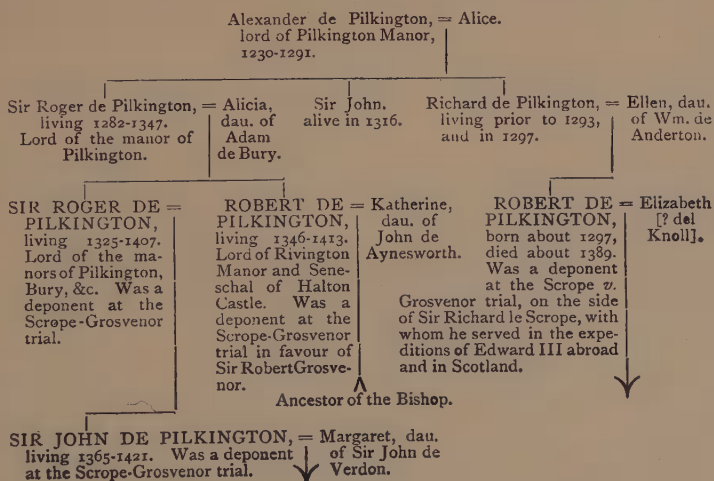 Alexander de Pilkington, = Alice.
lord of Pilkington Manor,
1230-1291.
Sir Roger de Pilkington, = Alicia,
living 1282-1347.
Lord of the manor of
Pilkington.
dau. of
Adam
de Bury.
Sir John.
alive in 1316.
Richard de Pilkington, = Ellen, dau.
living prior to 1293,
and in 1297.
of Wm. de
Anderton.
SIR ROGER DE =
PILKINGTON,
living 1325-1407.
Lord of the ma-
nors of Pilkington,
Bury, &c. Was a
deponent at the
Scrope-Grosvenor
trial.
ROBERT DE = Katherine,
PILKINGTON,
living 1346-1413.
Lord of Rivington
Manor and Sene-
schal of Halton
Castle. Was a
deponent at the
Scrope-Grosvenor
trial in favour of
Sir Robert Grosve-
nor.
dau. of
John de
Aynesworth.
Ancestor of the Bishop.
ROBERT DE = Elizabeth
PILKINGTON,
born about 1297,
died about 1389.
Was a deponent
at the Scrope v.
Grosvenor trial, on the side
of Sir Richard le Scrope, with
whom he served in the expe-
ditions of Edward III abroad
and in Scotland.
[? del
Knoll].
SIR JOHN DE PILKINGTON, = Margaret, dau.
living 1365-1421. Was a deponent
at the Scrope-Grosvenor trial.
of Sir John de
Verdon.